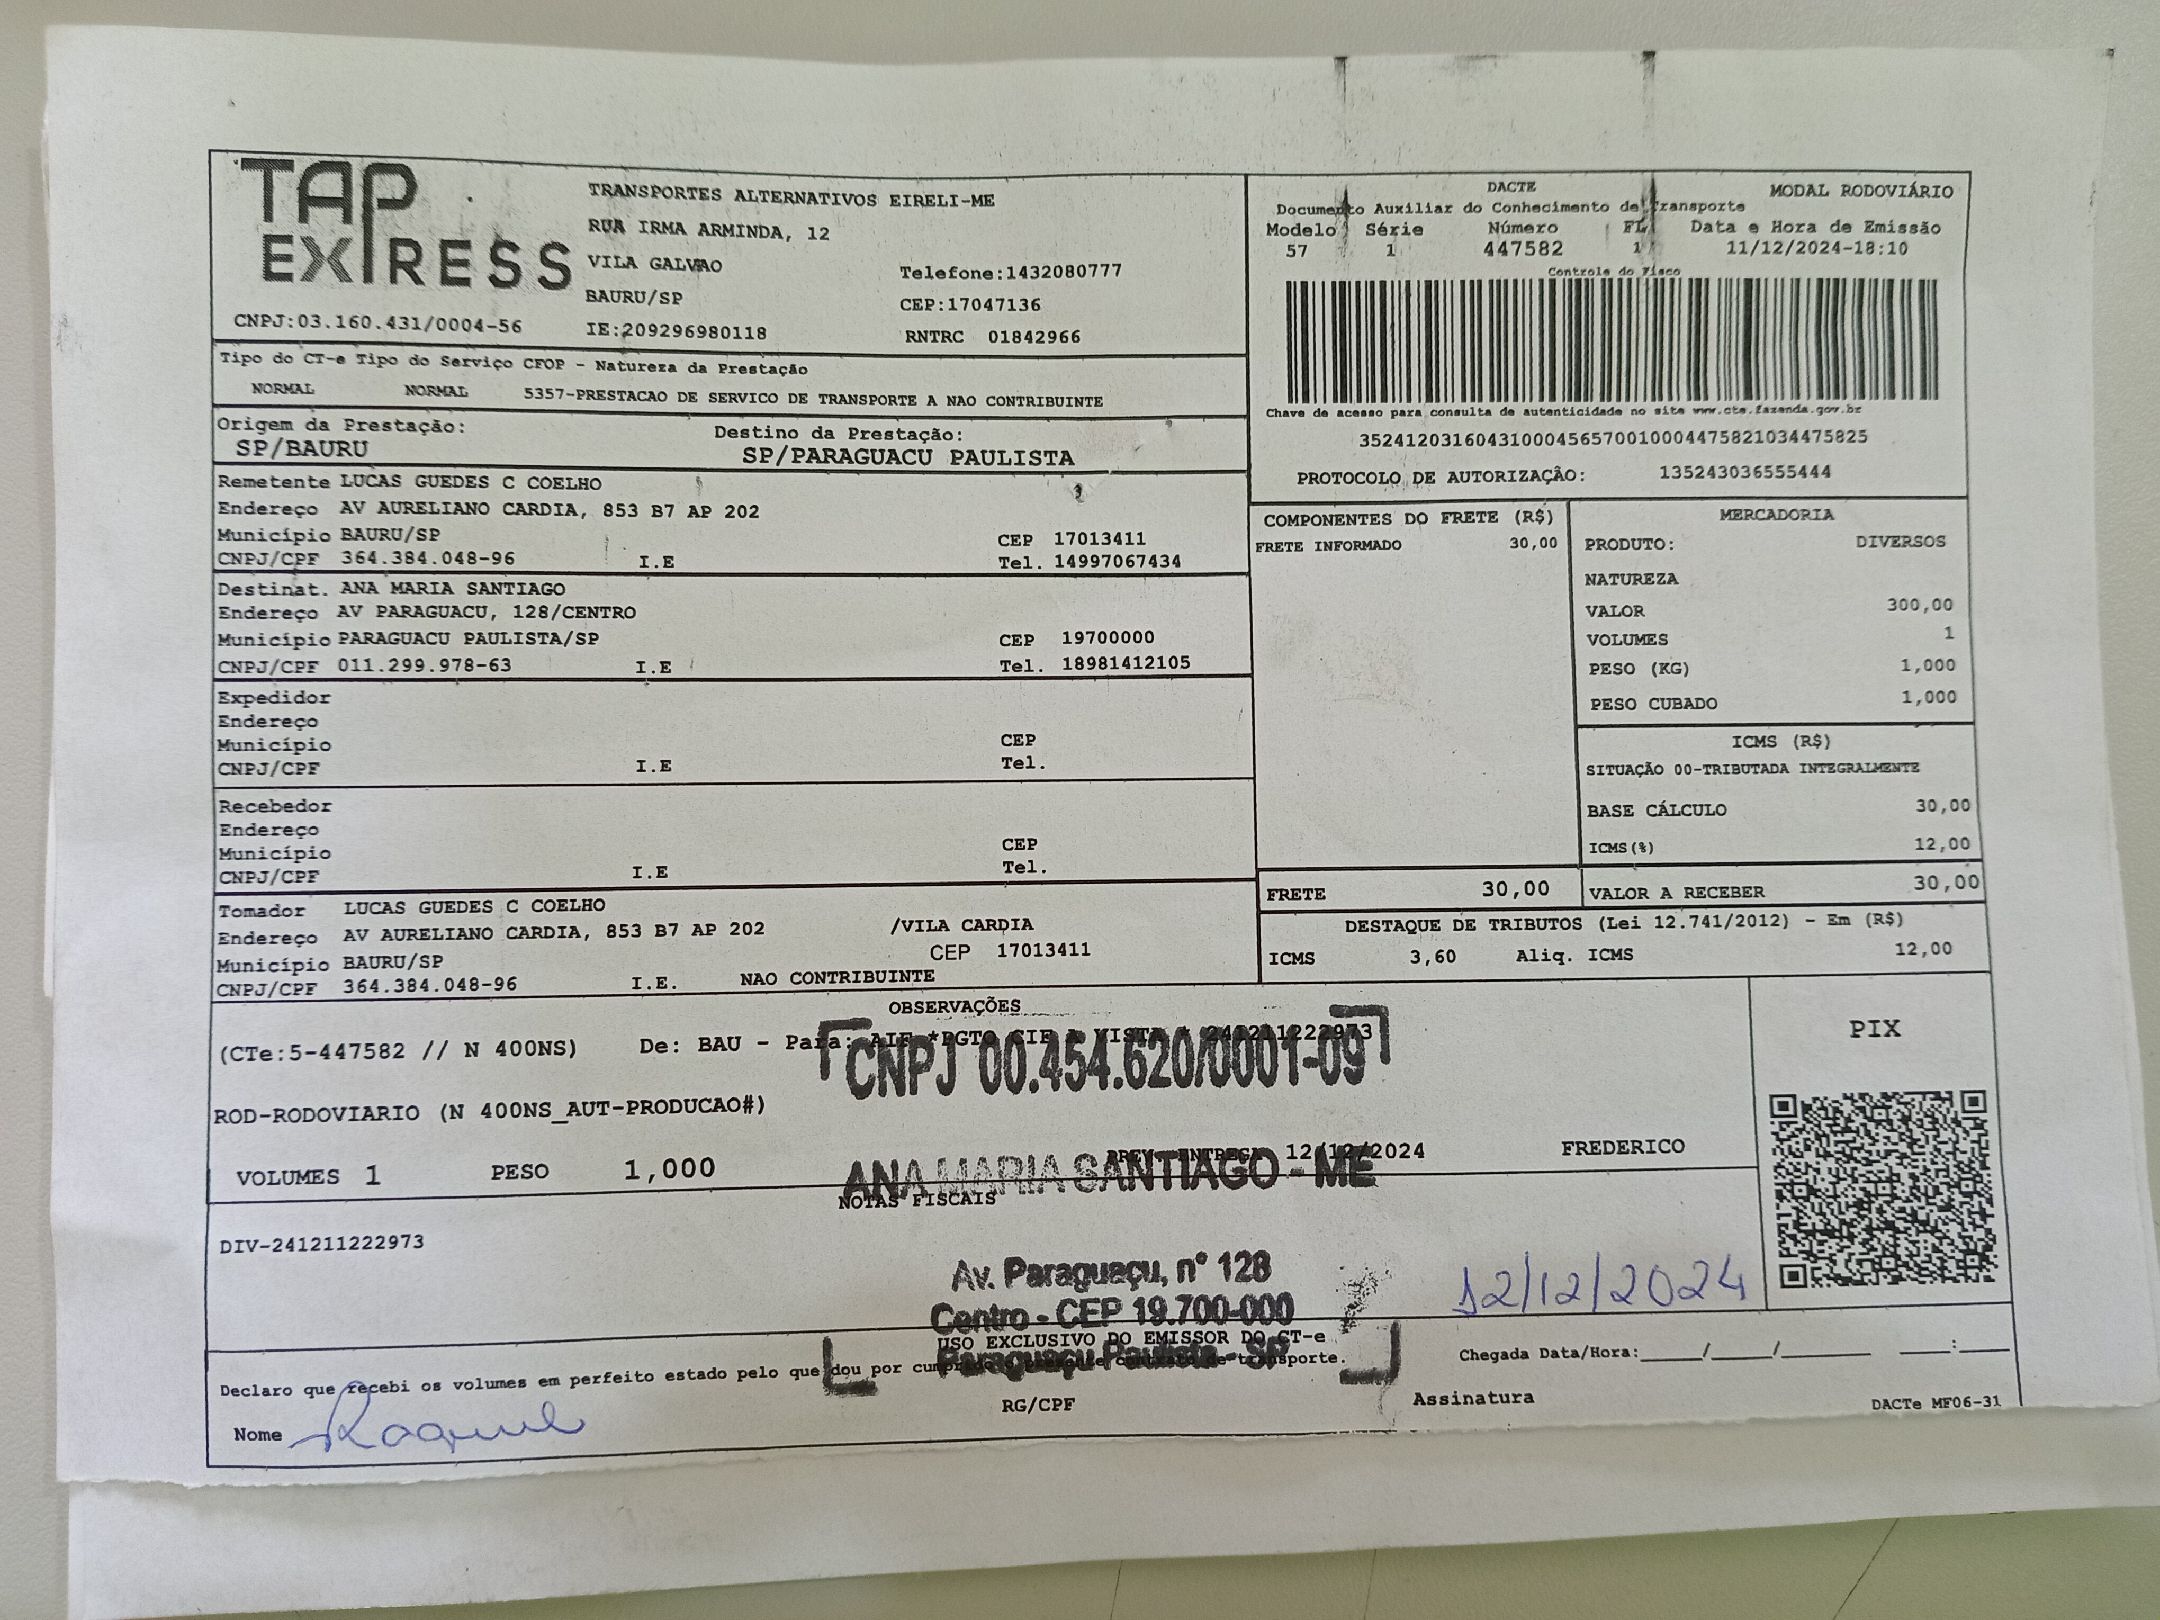 TAP
EXPRESS
CNPJ:03.160.431/0004-56
TRANSPORTES ALTERNATIVOS EIRELI-ME
RUA IRMA ARMINDA, 12
VILA GALVAO
BAURU/SP
IE:209296980118
Telefone:1432080777
CEP:17047136
RNTRC 01842966
DACTE
MODAL RODOVIÁRIO
Documento Auxiliar do Conhecimento de Transporte
Modelo Série Número FL Data e Hora de Emissão
57 1 447582 1 11/12/2024-18:10
Controle do Fisco
Chave de acesso para consulta de autenticidade no site www.cte.fazenda.gov.br
35241203160431000456570010004475821034475825
PROTOCOLO DE AUTORIZAÇÃO: 135243036555444
Tipo do CT-e Tipo do Serviço CFOP - Natureza da Prestação
NORMAL NORMAL 5357-PRESTACAO DE SERVICO DE TRANSPORTE A NAO CONTRIBUINTE
Origem da Prestação: Destino da Prestação:
SP/BAURU SP/PARAGUACU PAULISTA
Remetente LUCAS GUEDES C COELHO
Endereço AV AURELIANO CARDIA, 853 B7 AP 202
Município BAURU/SP CEP 17013411
CNPJ/CPF 364.384.048-96 I.E Tel. 14997067434
Destinat. ANA MARIA SANTIAGO
Endereço AV PARAGUACU, 128/CENTRO
Município PARAGUACU PAULISTA/SP CEP 19700000
CNPJ/CPF 011.299.978-63 I.E Tel. 18981412105
Expedidor
Endereço
Município CEP
CNPJ/CPF I.E Tel.
Recebedor
Endereço
Município CEP
CNPJ/CPF I.E Tel.
Tomador LUCAS GUEDES C COELHO
Endereço AV AURELIANO CARDIA, 853 B7 AP 202 /VILA CARDIA
Município BAURU/SP CEP 17013411
CNPJ/CPF 364.384.048-96 I.E. NAO CONTRIBUINTE
COMPONENTES DO FRETE (R$)
FRETE INFORMADO 30,00
MERCADORIA
PRODUTO: DIVERSOS
NATUREZA
VALOR 300,00
VOLUMES 1
PESO (KG) 1,000
PESO CUBADO 1,000
ICMS (R$)
SITUAÇÃO 00-TRIBUTADA INTEGRALMENTE
BASE CÁLCULO 30,00
ICMS(%) 12,00
FRETE 30,00 VALOR A RECEBER 30,00
DESTAQUE DE TRIBUTOS (Lei 12.741/2012) - Em (R$)
ICMS 3,60 Aliq. ICMS 12,00
OBSERVAÇÕES
(CTe:5-447582 // N 400NS) De: BAU - Para: AIF *PGTO CIF A VISTA * 241211222973
CNPJ 00.454.620/0001-09
ROD-RODOVIARIO (N 400NS_AUT-PRODUCAO#)
PREV. ENTREGA 12/12/2024 FREDERICO
VOLUMES 1 PESO 1,000
ANA MARIA SANTIAGO - ME
PIX
NOTAS FISCAIS
DIV-241211222973
Av. Paraguaçu, nº 128
Centro - CEP 19.700-000
Paraguaçu Paulista - SP
12/12/2024
USO EXCLUSIVO DO EMISSOR DO CT-e
Declaro que recebi os volumes em perfeito estado pelo que dou por cumprido o presente contrato de transporte.
Chegada Data/Hora:____/____/______ ___:___
Nome Raquel RG/CPF Assinatura
DACTe MF06-31